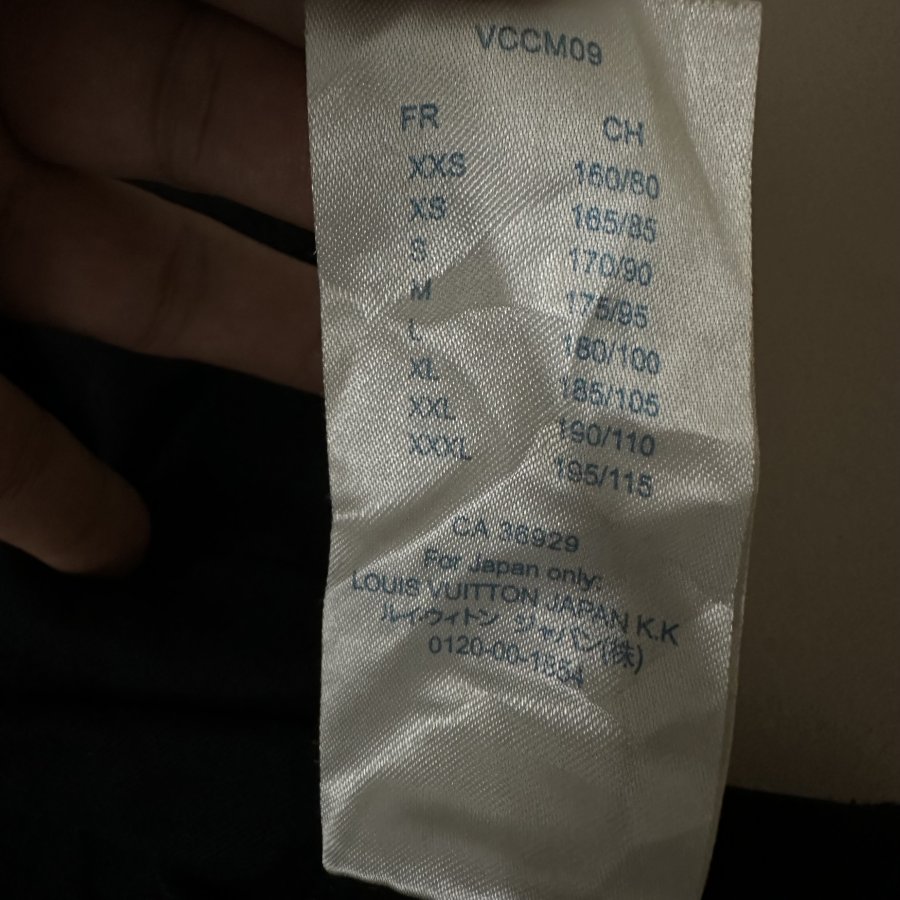 VCCM09
FR CH
XXS 160/80
XS 165/85
S 170/90
M 175/95
L 180/100
XL 185/105
XXL 190/110
XXXL 195/115
CA 36929
For Japan only:
LOUIS VUITTON JAPAN K.K
ルイ・ヴィトン ジャパン(株)
0120-00-1854